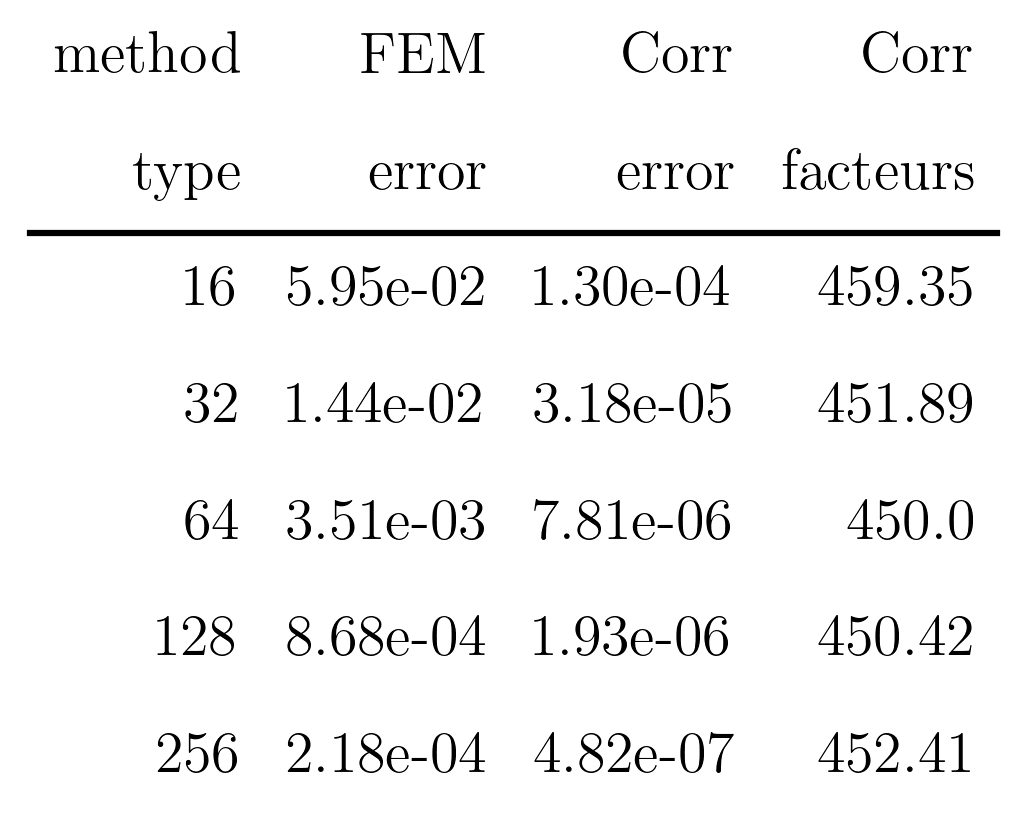 method FEM Corr Corr
type error error facteurs
16 5.95e-02 1.30e-04 459.35
32 1.44e-02 3.18e-05 451.89
64 3.51e-03 7.81e-06 450.0
128 8.68e-04 1.93e-06 450.42
256 2.18e-04 4.82e-07 452.41